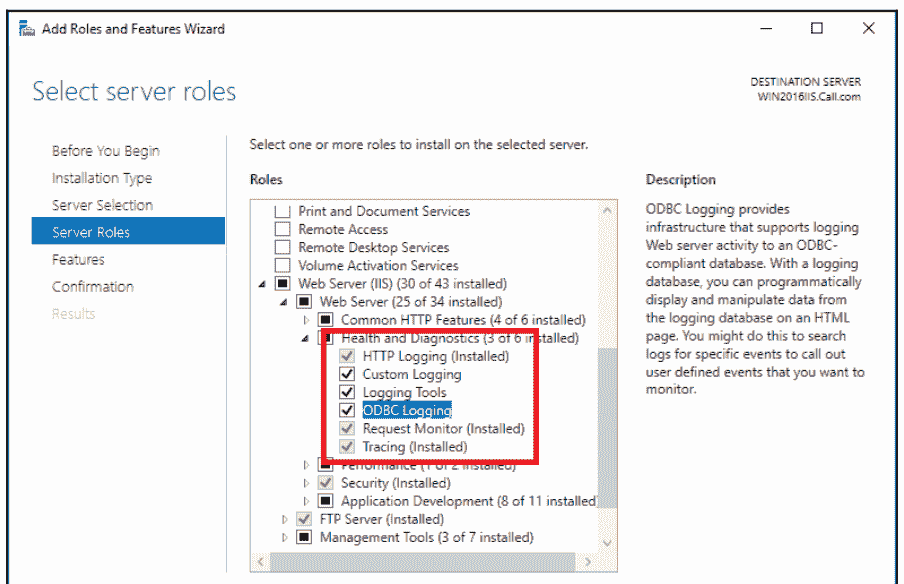 Add Roles and Features Wizard
Select server roles
DESTINATION SERVER
WIN2016IIS.Call.com
Before You Begin
Installation Type
Server Selection
Server Roles
Features
Confirmation
Results
Select one or more roles to install on the selected server.
Roles
Print and Document Services
Remote Access
Remote Desktop Services
Volume Activation Services
Web Server (IIS) (30 of 43 installed)
Web Server (25 of 34 installed)
Common HTTP Features (4 of 6 installed)
Health and Diagnostics (3 of 6 installed)
HTTP Logging (Installed)
Custom Logging
Logging Tools
ODBC Logging
Request Monitor (Installed)
Tracing (Installed)
Performance (1 of 2 installed)
Security (Installed)
Application Development (8 of 11 installed)
FTP Server (Installed)
Management Tools (3 of 7 installed)
Description
ODBC Logging provides
infrastructure that supports logging
Web server activity to an ODBC-
compliant database. With a logging
database, you can programmatically
display and manipulate data from
the logging database on an HTML
page. You might do this to search
logs for specific events to call out
user defined events that you want to
monitor.